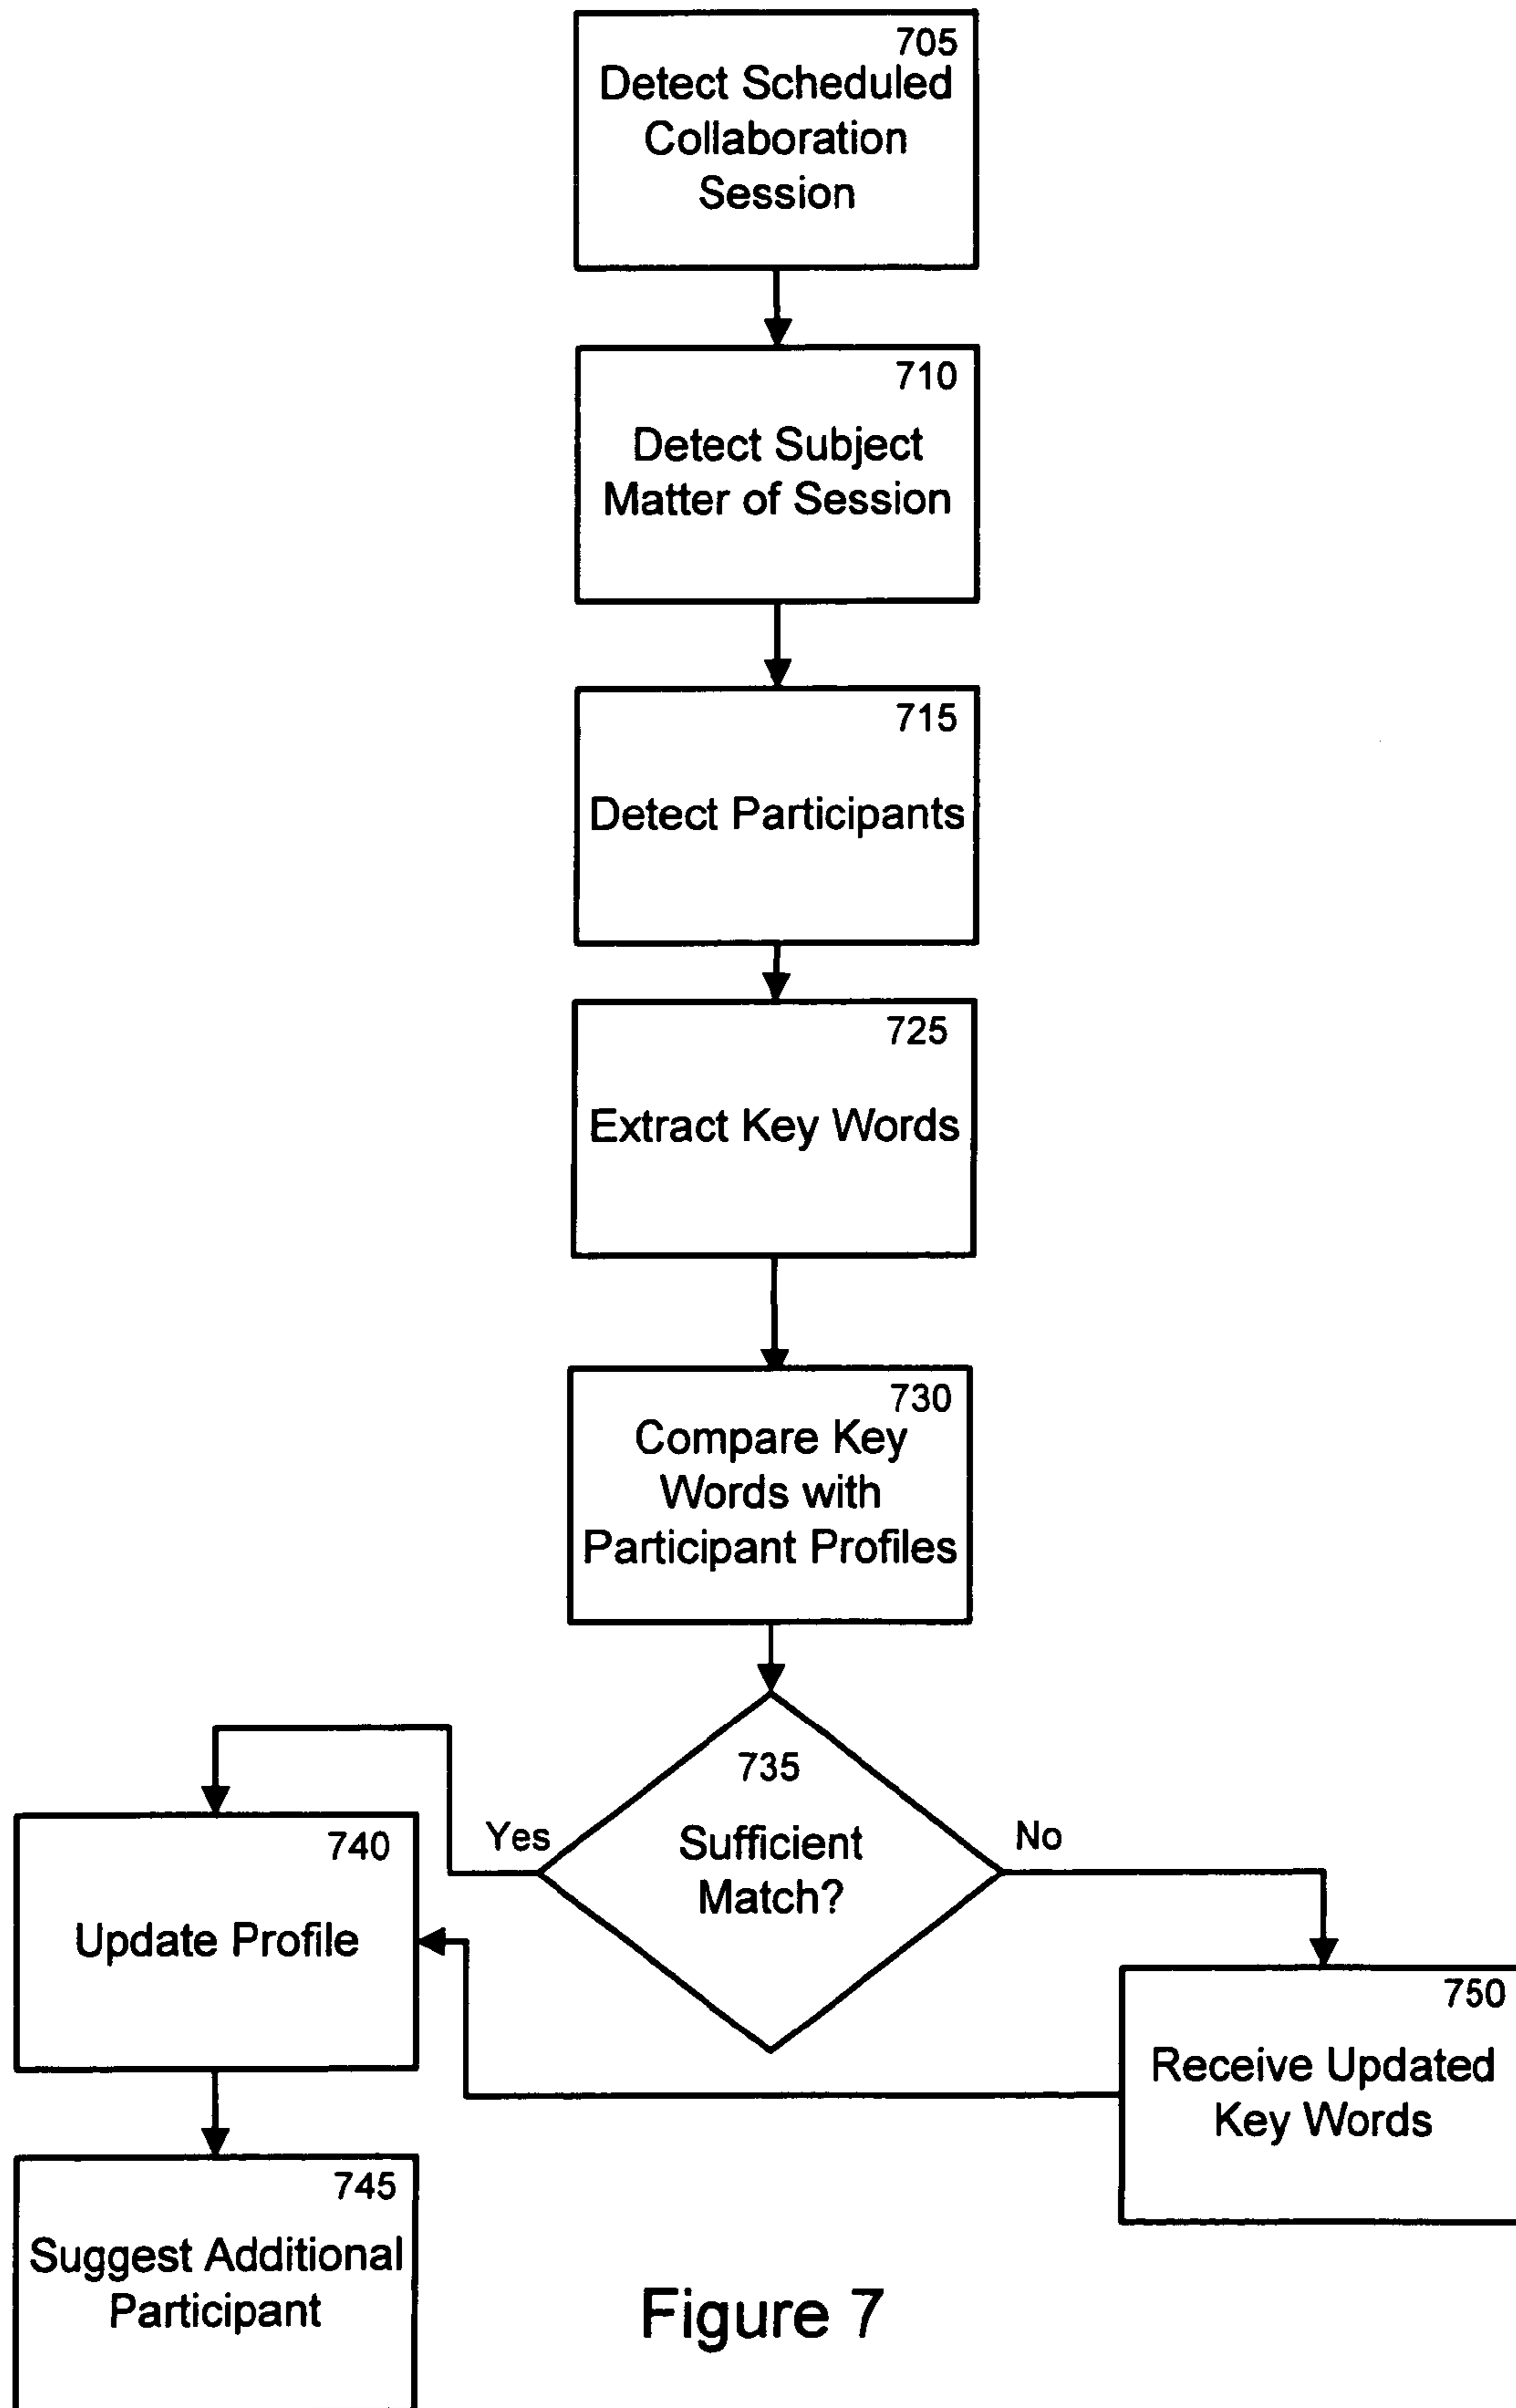 705
Detect Scheduled
Collaboration
Session
710
Detect Subject
Matter of Session
715
Detect Participants
725
Extract Key Words
730
Compare Key
Words with
Participant Profiles
735
Sufficient
Match?
Yes
No
740
Update Profile
750
Receive Updated
Key Words
745
Suggest Additional
Participant
Figure 7